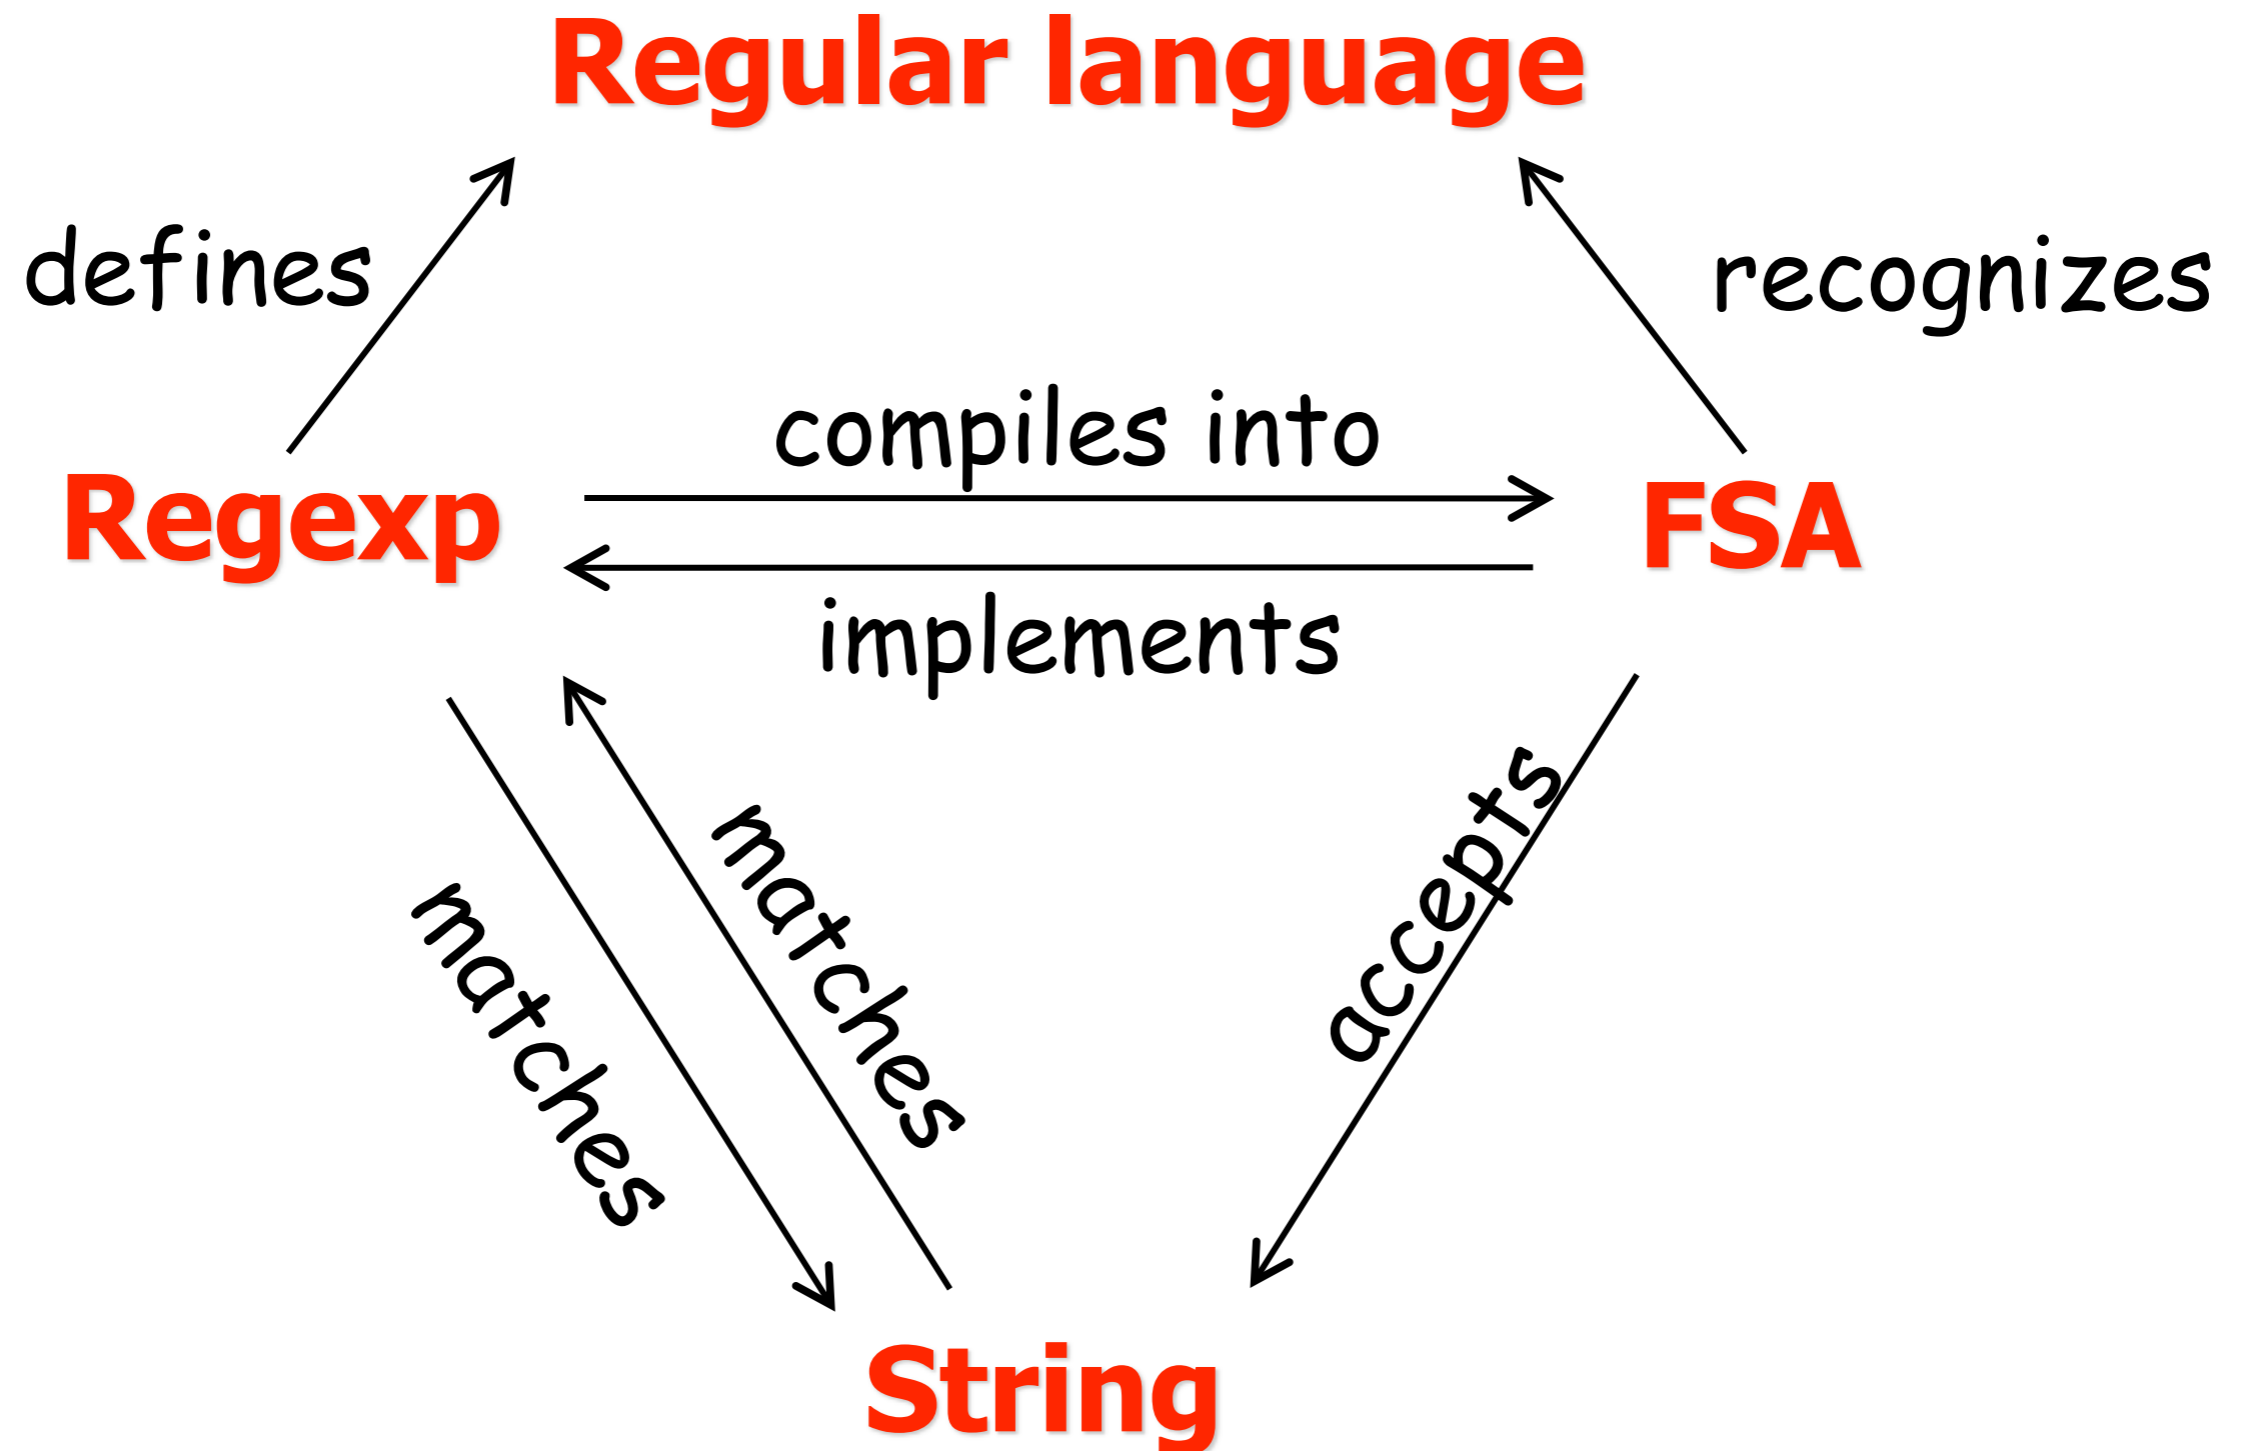 Regular language
defines
recognizes
compiles into
Regexp
FSA
implements
matches
matches
accepts
String